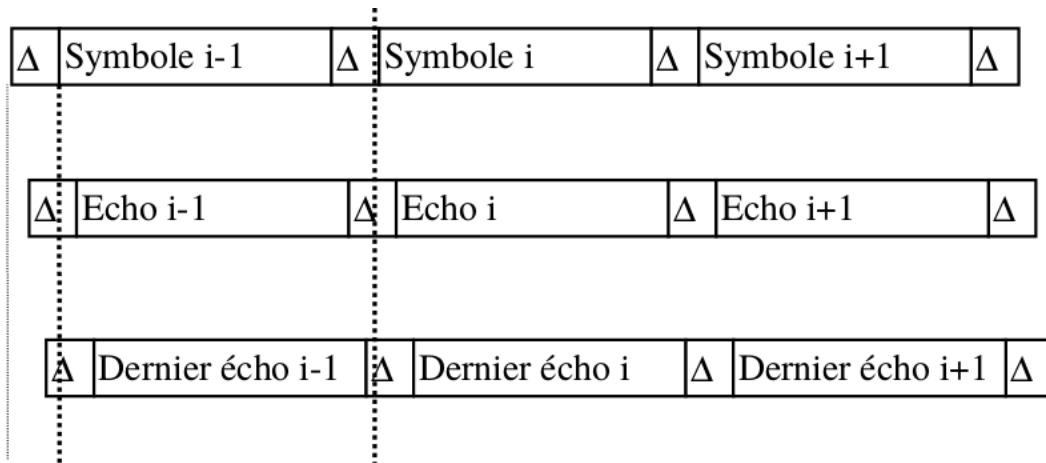 Δ Symbole i-1 Δ Symbole i Δ Symbole i+1 Δ
Δ Echo i-1 Δ Echo i Δ Echo i+1 Δ
Δ Dernier écho i-1 Δ Dernier écho i Δ Dernier écho i+1 Δ